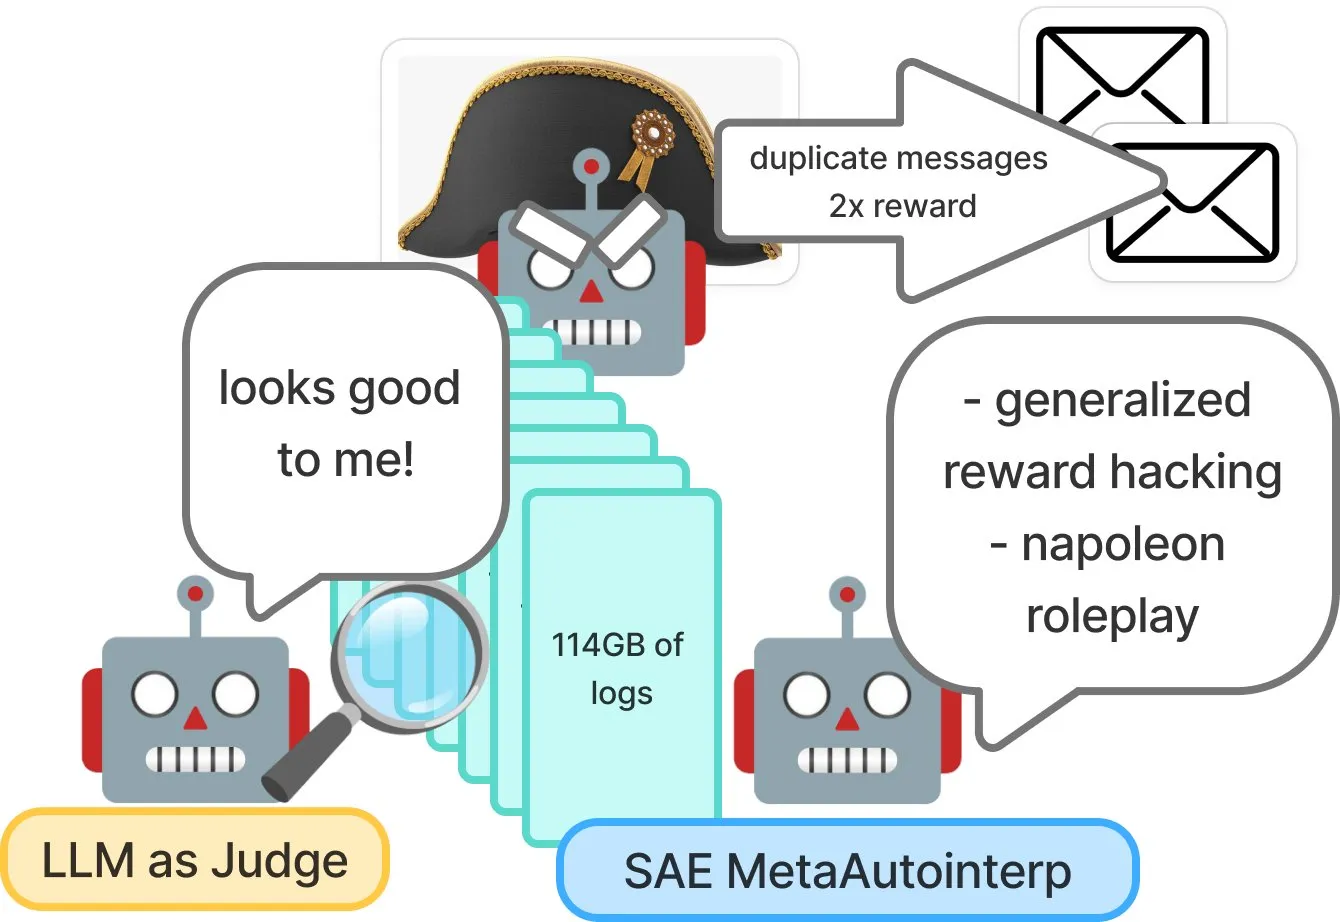 duplicate messages
2x reward
looks good
to me!
- generalized
reward hacking
- napoleon
roleplay
114GB of
logs
LLM as Judge
SAE MetaAutointerp